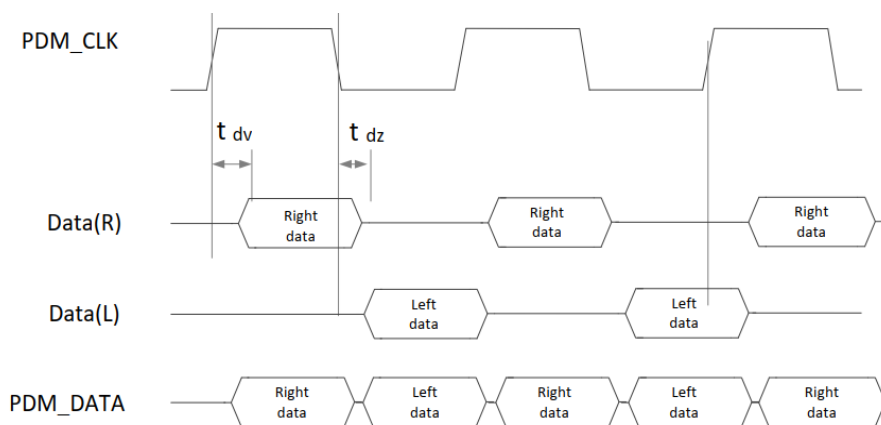 PDM_CLK
t dv
t dz
Data(R)
Right
data
Right
data
Right
data
Data(L)
Left
data
Left
data
PDM_DATA
Right
data
Left
data
Right
data
Left
data
Right
data